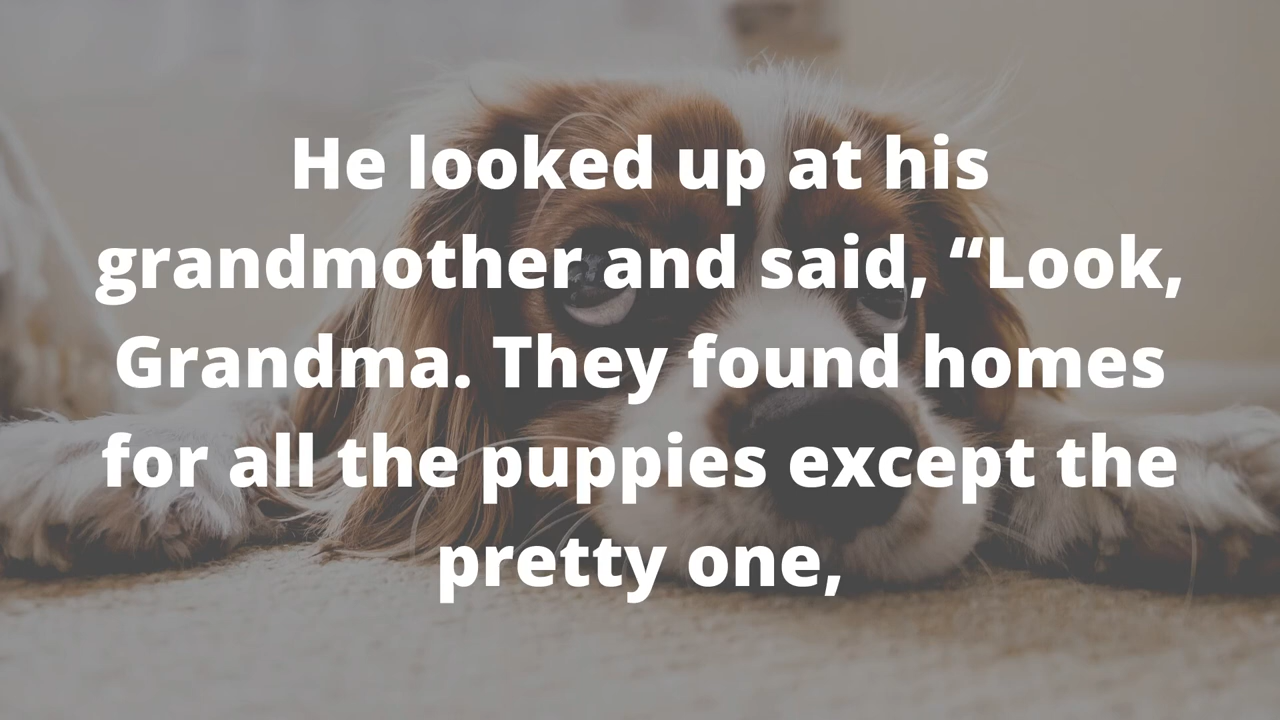 He looked up at his
grandmother and said, “Look,
Grandma. They found homes
for all the puppies except the
pretty one,